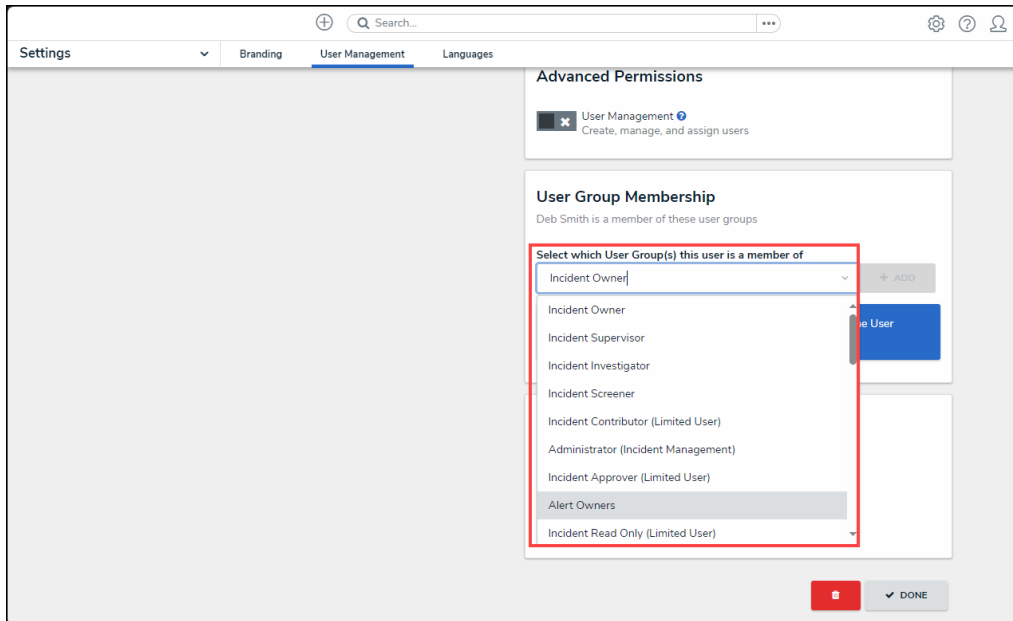 Search...
Settings
Branding
User Management
Languages
Advanced Permissions
User Management
Create, manage, and assign users
User Group Membership
Deb Smith is a member of these user groups
Select which User Group(s) this user is a member of
Incident Owner
+ ADD
Incident Owner
User
Incident Supervisor
Incident Investigator
Incident Screener
Incident Contributor (Limited User)
Administrator (Incident Management)
Incident Approver (Limited User)
Alert Owners
Incident Read Only (Limited User)
DONE